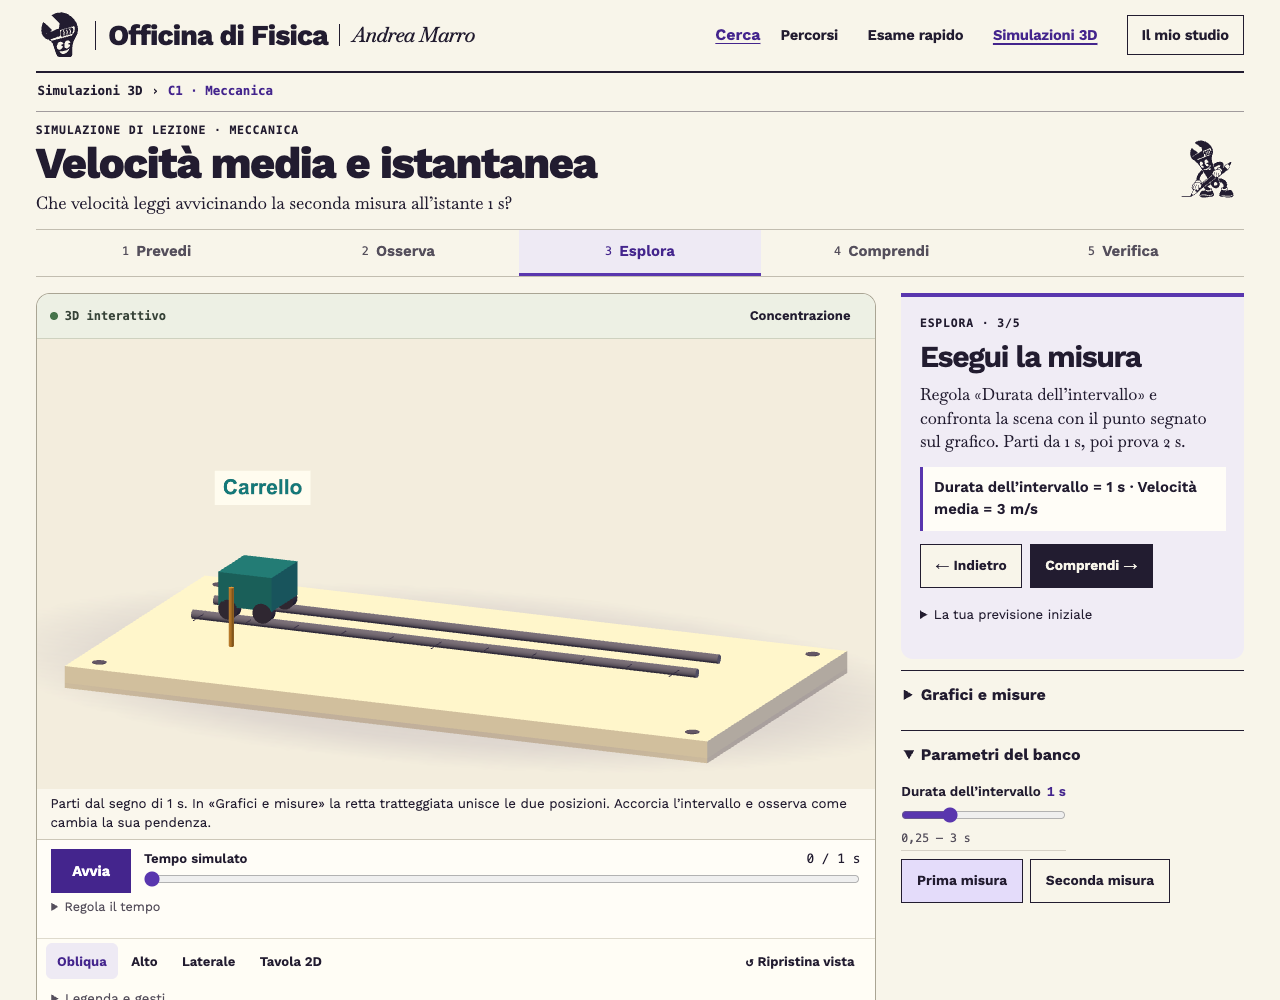 Officina di Fisica
Andrea Marro
Cerca
Percorsi
Esame rapido
Simulazioni 3D
Il mio studio
Simulazioni 3D › C1 · Meccanica
SIMULAZIONE DI LEZIONE · MECCANICA
Velocità media e istantanea
Che velocità leggi avvicinando la seconda misura all’istante 1 s?
1 Prevedi
2 Osserva
3 Esplora
4 Comprendi
5 Verifica
3D interattivo
Concentrazione
Carrello
Parti dal segno di 1 s. In «Grafici e misure» la retta tratteggiata unisce le due posizioni. Accorcia l’intervallo e osserva come
cambia la sua pendenza.
Avvia
Tempo simulato
0 / 1 s
▶ Regola il tempo
Obliqua
Alto
Laterale
Tavola 2D
↺ Ripristina vista
▶ Legenda e gesti
ESPLORA · 3/5
Esegui la misura
Regola «Durata dell’intervallo» e
confronta la scena con il punto segnato
sul grafico. Parti da 1 s, poi prova 2 s.
Durata dell’intervallo = 1 s · Velocità
media = 3 m/s
← Indietro
Comprendi →
▶ La tua previsione iniziale
▶ Grafici e misure
▼ Parametri del banco
Durata dell’intervallo 1 s
0,25 — 3 s
Prima misura
Seconda misura